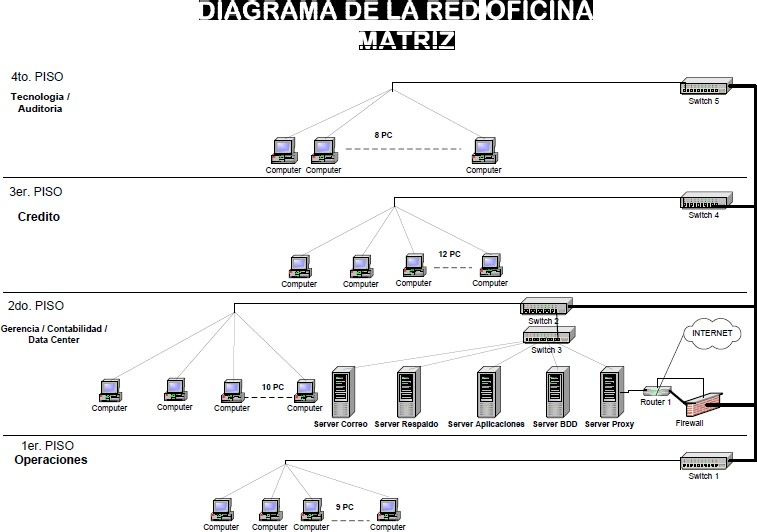 DIAGRAMA DE LA RED OFICINA
MATRIZ
4to. PISO
Tecnologia /
Auditoria
Switch 5
8 PC
Computer Computer Computer
3er. PISO
Credito
Switch 4
12 PC
Computer Computer Computer Computer
2do. PISO
Gerencia / Contabilidad /
Data Center
Switch 2
Switch 3
INTERNET
10 PC
Computer Computer Computer Computer
Server Correo Server Respaldo Server Aplicaciones Server BDD Server Proxy
Router 1
Firewall
1er. PISO
Operaciones
Switch 1
9 PC
Computer Computer Computer Computer